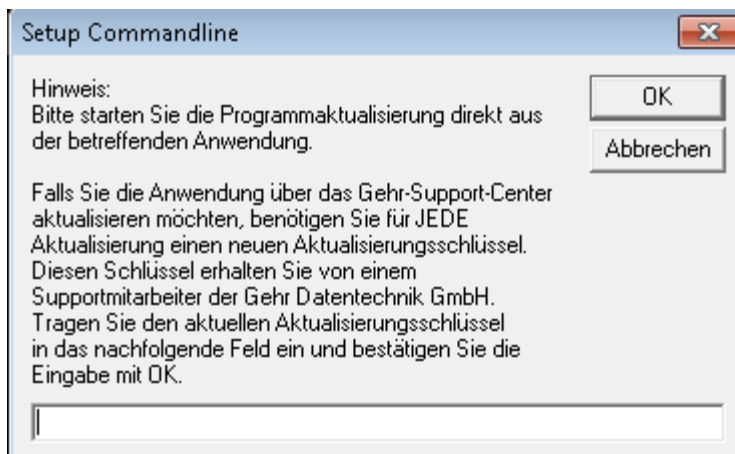 Setup Commandline
Hinweis:
Bitte starten Sie die Programmaktualisierung direkt aus
der betreffenden Anwendung.
OK
Abbrechen
Falls Sie die Anwendung über das Gehr-Support-Center
aktualisieren möchten, benötigen Sie für JEDE
Aktualisierung einen neuen Aktualisierungsschlüssel.
Diesen Schlüssel erhalten Sie von einem
Supportmitarbeiter der Gehr Datentechnik GmbH.
Tragen Sie den aktuellen Aktualisierungsschlüssel
in das nachfolgende Feld ein und bestätigen Sie die
Eingabe mit OK.